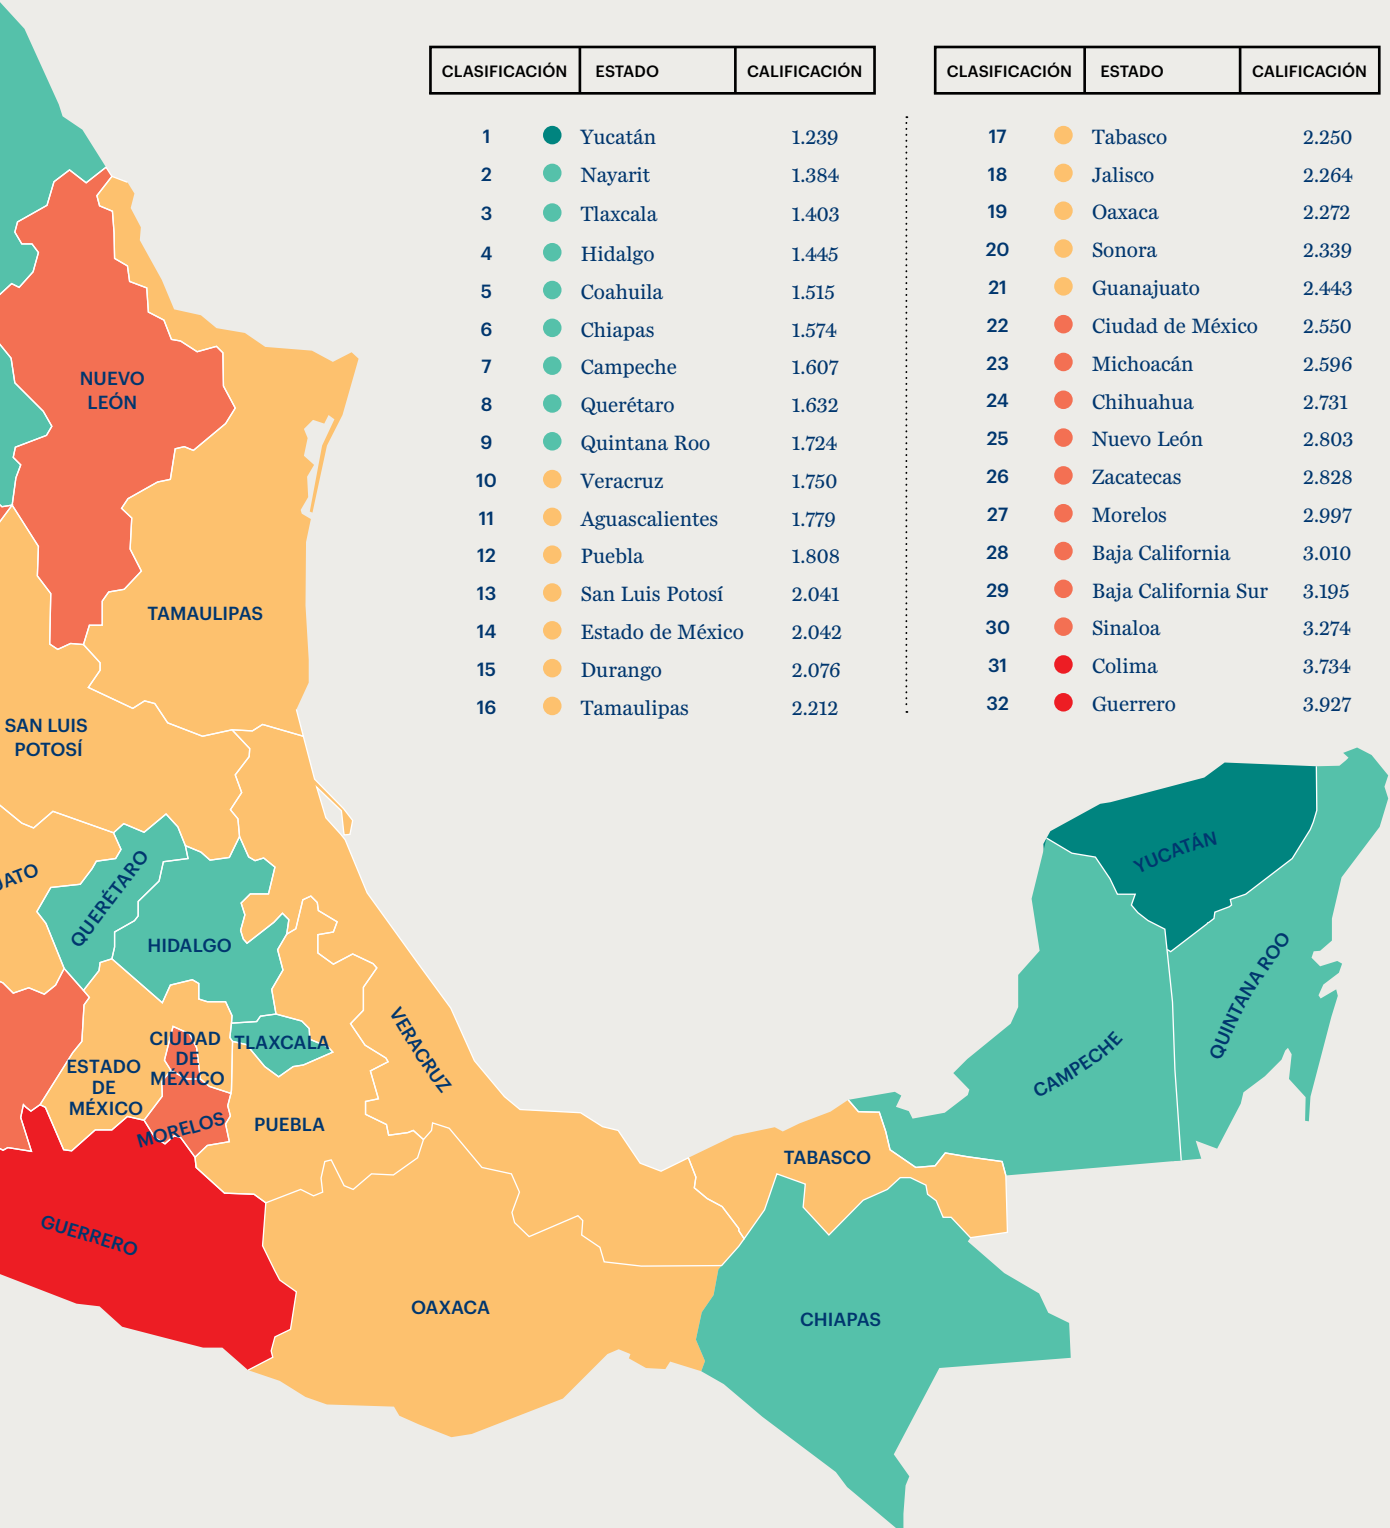 CLASIFICACIÓN ESTADO CALIFICACIÓN
1 Yucatán 1.239
2 Nayarit 1.384
3 Tlaxcala 1.403
4 Hidalgo 1.445
5 Coahuila 1.515
6 Chiapas 1.574
7 Campeche 1.607
8 Querétaro 1.632
9 Quintana Roo 1.724
10 Veracruz 1.750
11 Aguascalientes 1.779
12 Puebla 1.808
13 San Luis Potosí 2.041
14 Estado de México 2.042
15 Durango 2.076
16 Tamaulipas 2.212
CLASIFICACIÓN ESTADO CALIFICACIÓN
17 Tabasco 2.250
18 Jalisco 2.264
19 Oaxaca 2.272
20 Sonora 2.339
21 Guanajuato 2.443
22 Ciudad de México 2.550
23 Michoacán 2.596
24 Chihuahua 2.731
25 Nuevo León 2.803
26 Zacatecas 2.828
27 Morelos 2.997
28 Baja California 3.010
29 Baja California Sur 3.195
30 Sinaloa 3.274
31 Colima 3.734
32 Guerrero 3.927
NUEVO
LEÓN
TAMAULIPAS
SAN LUIS
POTOSÍ
JATO
QUERÉTARO
HIDALGO
CIUDAD
DE
MÉXICO
TLAXCALA
ESTADO
DE
MÉXICO
MORELOS
PUEBLA
VERACRUZ
GUERRERO
OAXACA
TABASCO
CHIAPAS
CAMPECHE
YUCATÁN
QUINTANA ROO